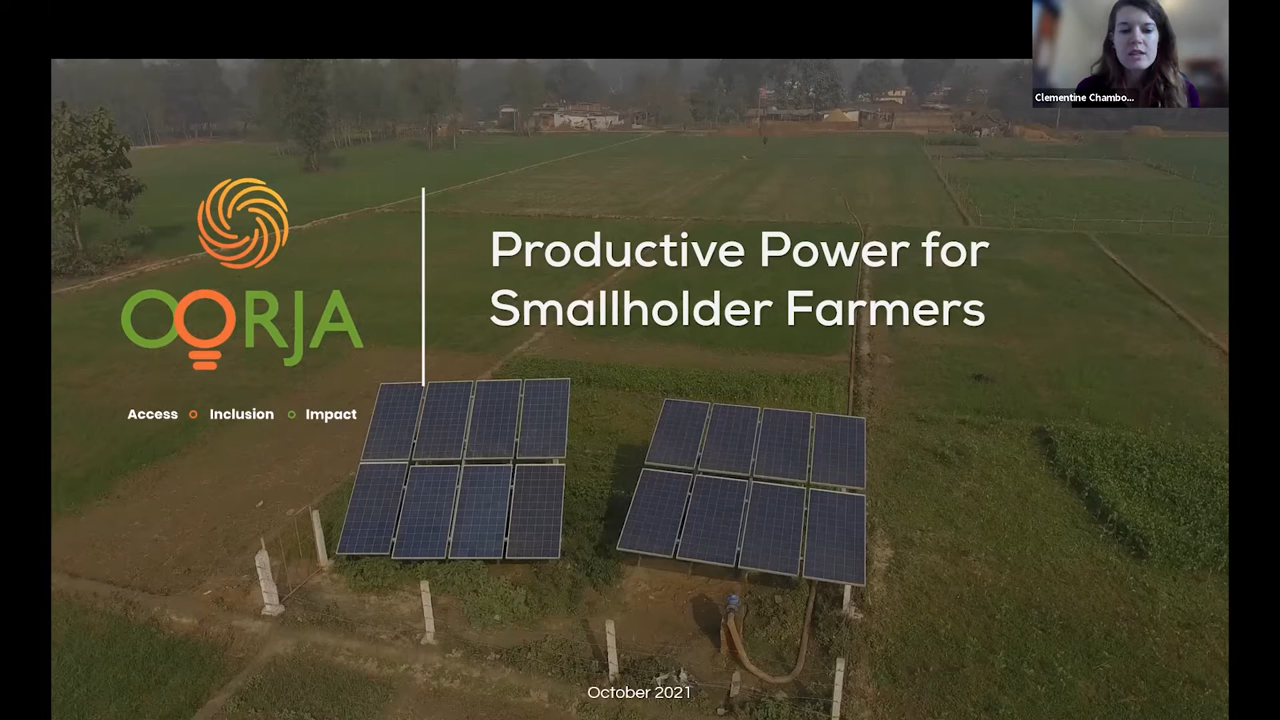 Clementine Chambo...
OORJA
Access Inclusion Impact
Productive Power for
Smallholder Farmers
October 2021